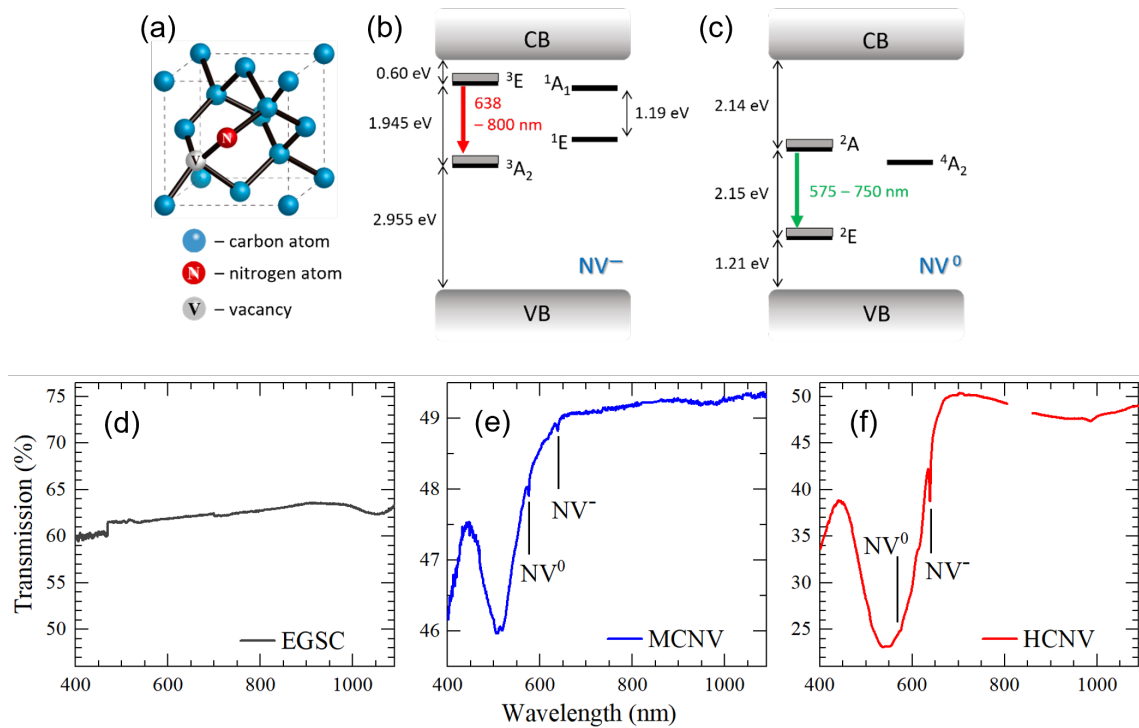 (a)
N
V
– carbon atom
N – nitrogen atom
V – vacancy
(b)
CB
0.60 eV
³E
¹A₁
638
– 800 nm
1.945 eV
1.19 eV
¹E
³A₂
2.955 eV
NV⁻
VB
(c)
CB
2.14 eV
²A
⁴A₂
2.15 eV
575 – 750 nm
²E
1.21 eV
NV⁰
VB
Transmission (%)
75
70
65
60
55
50
(d)
EGSC
400 600 800 1000
49
48
47
46
(e)
NV⁻
NV⁰
MCNV
400 600 800 1000
50
45
40
35
30
25
(f)
NV⁰
NV⁻
HCNV
400 600 800 1000
Wavelength (nm)